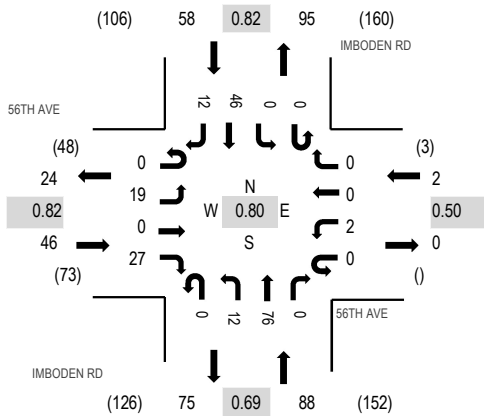 (106) 58 0.82 95 (160)
IMBODEN RD
56TH AVE
12 46 0 0
(48) 0 0 (3)
24 2
19 0
N
0.82 W 0.80 E 0.50
0 2
46 S 0
27 0
(73) ()
0 12 76 0
56TH AVE
IMBODEN RD
(126) 75 0.69 88 (152)